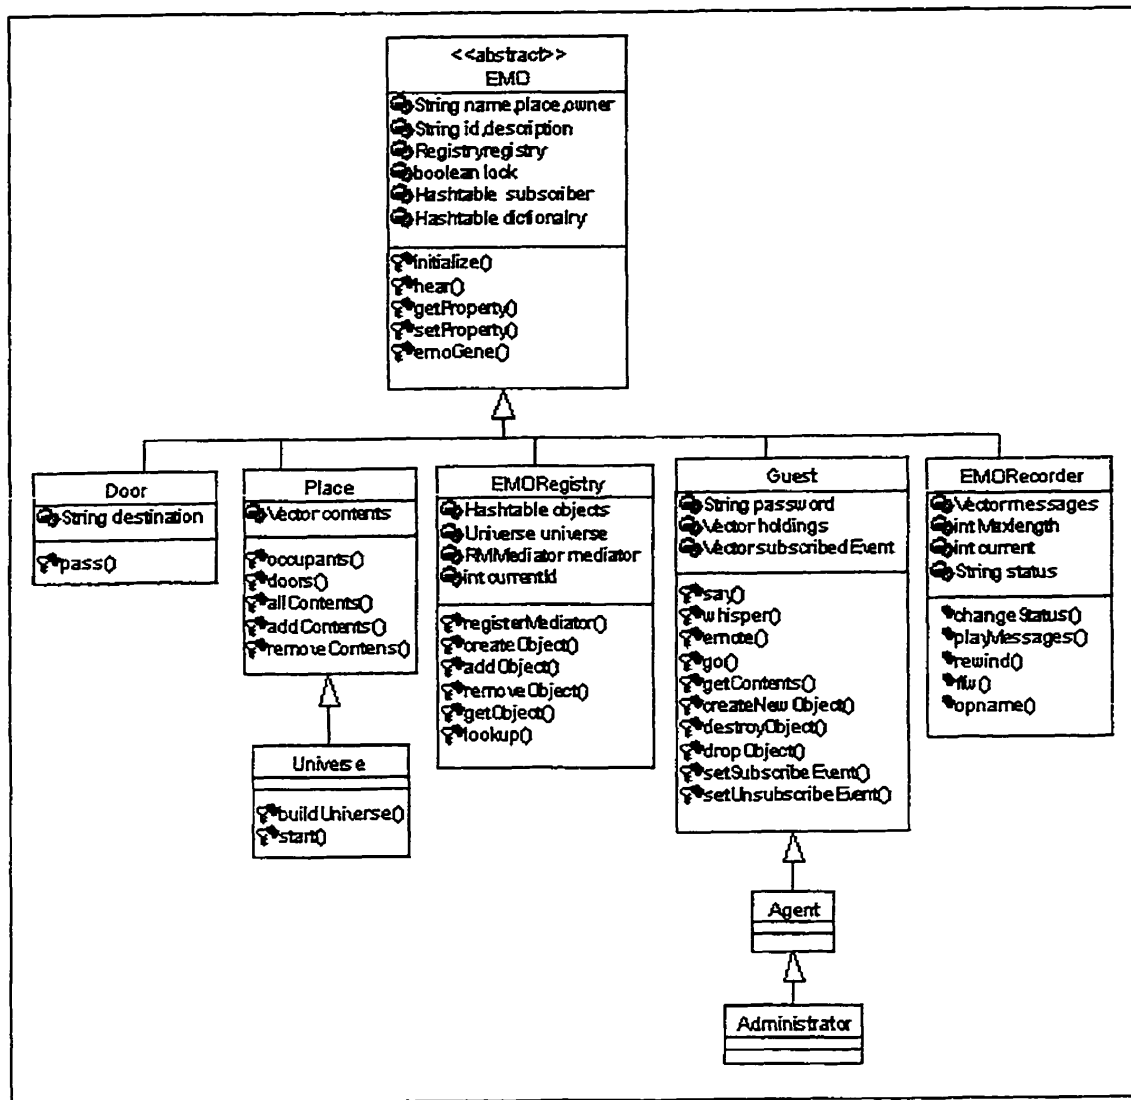 <<abstract>>
EMO
String name,place,owner
String id,description
Registryregistry
boolean lock
Hashtable subscriber
Hashtable dictionalry
initialize()
hear()
getProperty()
setProperty()
emoGene()
Door
String destination
pass()
Place
Vector contents
occupants()
doors()
allContents()
addContents()
removeContens()
Universe
buildUniverse()
start()
EMORegistry
Hashtable objects
Universe universe
RMMediator mediator
int currentId
registerMediator()
createObject()
addObject()
removeObject()
getObject()
lookup()
Guest
String password
Vector holdings
Vector subscribedEvent
say()
whisper()
emote()
go()
getContents()
createNewObject()
destroyObject()
dropObject()
setSubscribeEvent()
setUnsubscribeEvent()
Agent
Administrator
EMORecorder
Vector messages
int Maxlength
int current
String status
changeStatus()
playMessages()
rewind()
ffw()
opname()